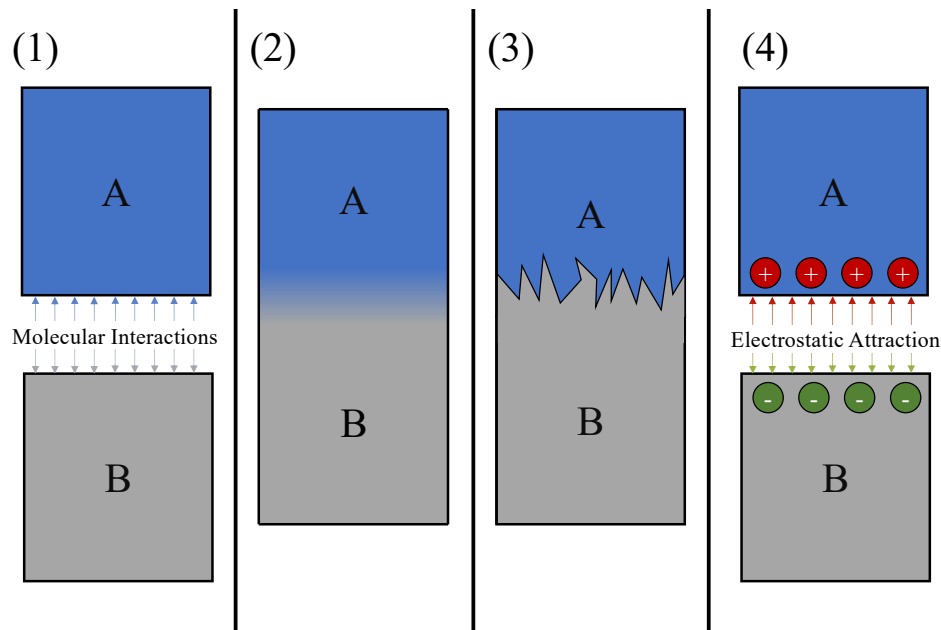 (1)
A
Molecular Interactions
B
(2)
A
B
(3)
A
B
(4)
A
+ + + +
Electrostatic Attraction
- - - -
B